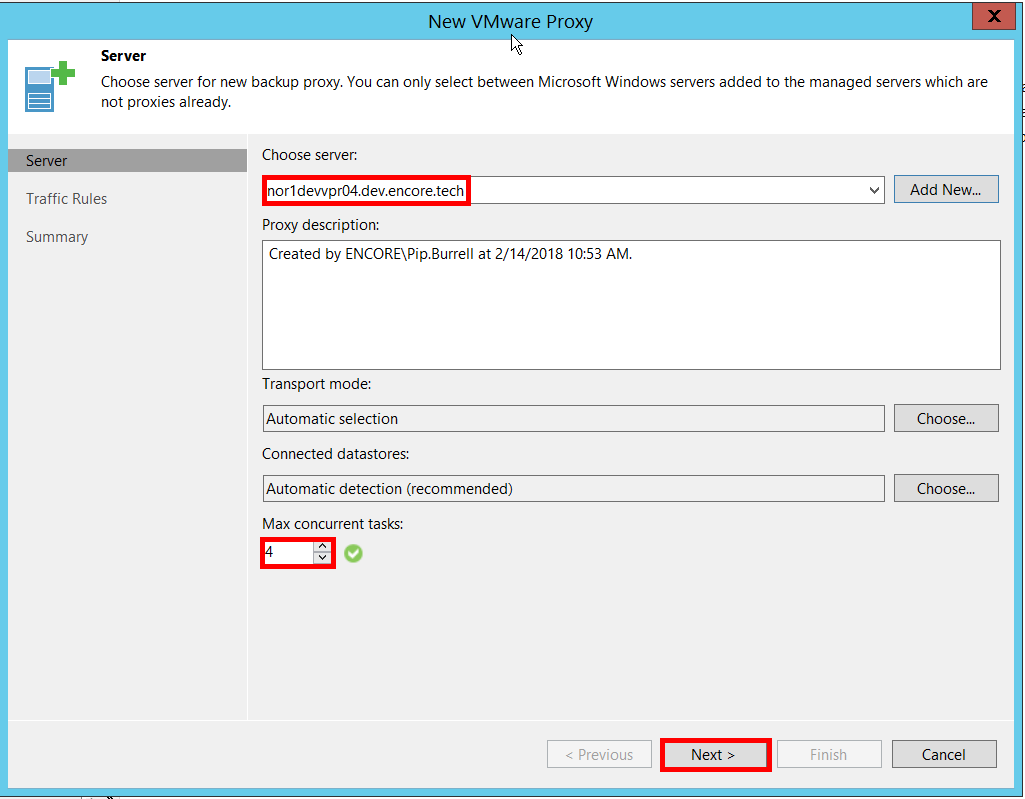 New VMware Proxy
X
Server
Choose server for new backup proxy. You can only select between Microsoft Windows servers added to the managed servers which are
not proxies already.
Server
Traffic Rules
Summary
Choose server:
nor1devvpr04.dev.encore.tech
Add New...
Proxy description:
Created by ENCORE\Pip.Burrell at 2/14/2018 10:53 AM.
Transport mode:
Automatic selection
Choose...
Connected datastores:
Automatic detection (recommended)
Choose...
Max concurrent tasks:
4
< Previous
Next >
Finish
Cancel